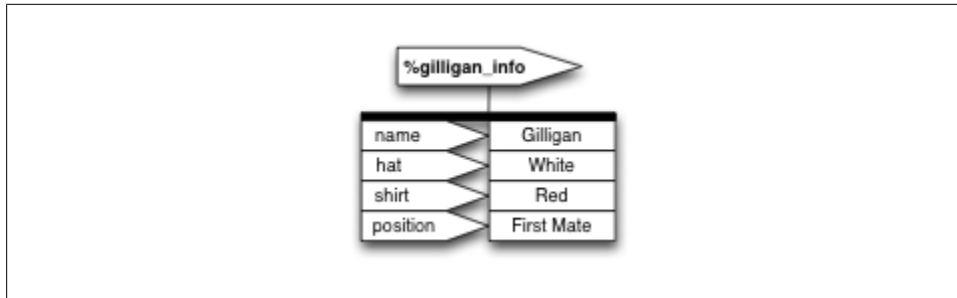 %gilligan_info
name Gilligan
hat White
shirt Red
position First Mate